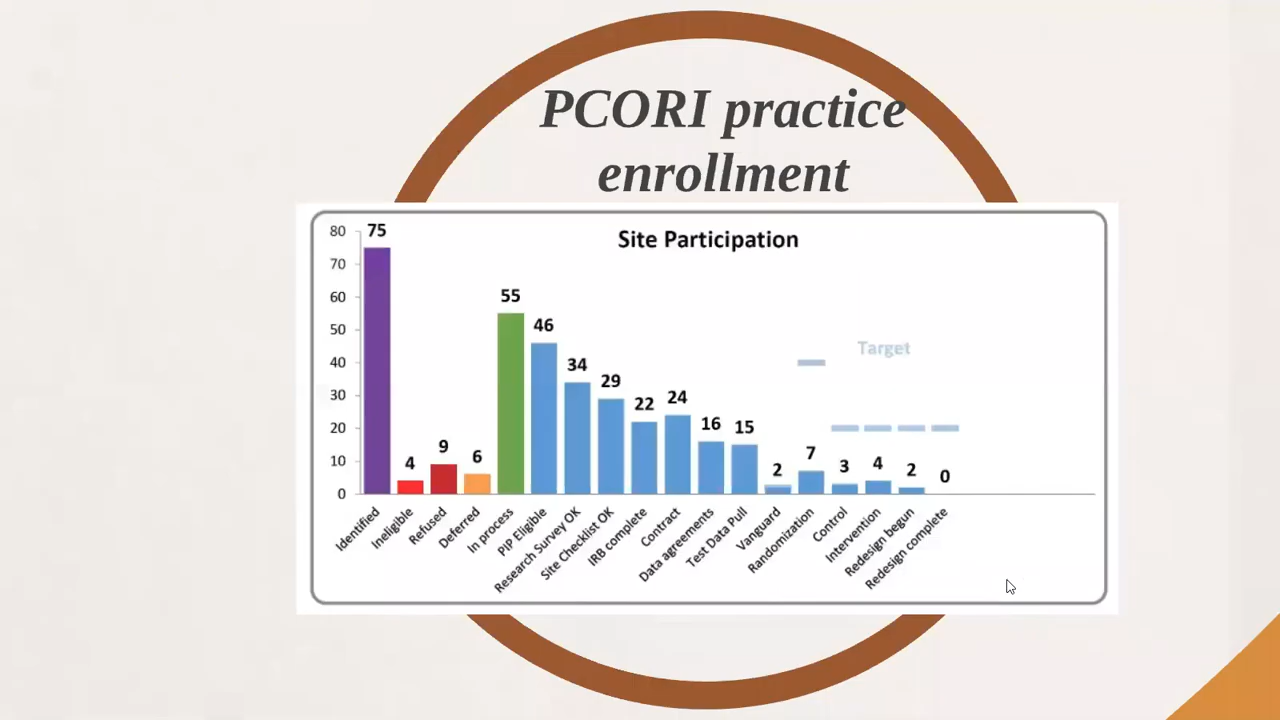 PCORI practice
enrollment
Site Participation
80
70
60
50
40
30
20
10
0
75
4
9
6
55
46
34
29
22
24
16
15
2
7
3
4
2
0
Target
Identified
Ineligible
Refused
Deferred
In process
PIP Eligible
Research Survey OK
Site Checklist OK
IRB complete
Contract
Data agreements
Test Data Pull
Vanguard
Randomization
Control
Intervention
Redesign begun
Redesign complete